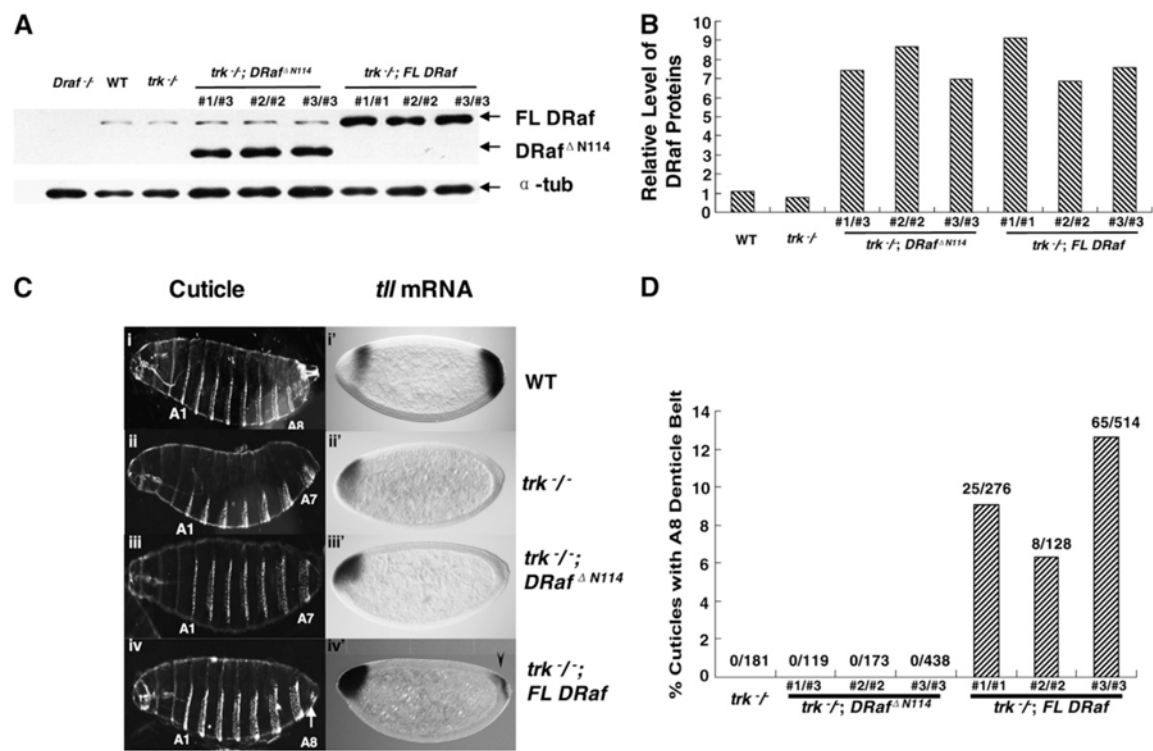 A
Draf -/-
WT
trk -/-
trk -/-; DRaf Δ N114
trk -/-; FL DRaf
#1/#3 #2/#2 #3/#3 #1/#1 #2/#2 #3/#3
FL DRaf
DRaf Δ N114
α -tub
B
Relative Level of
DRaf Proteins
10
9
8
7
6
5
4
3
2
1
0
WT
trk -/-
#1/#3 #2/#2 #3/#3 #1/#1 #2/#2 #3/#3
trk -/-; DRaf Δ N114
trk -/-; FL DRaf
C
Cuticle
tll mRNA
i
A1
A8
i'
WT
ii
A1
A7
ii'
trk -/-
iii
A1
A7
iii'
trk -/-;
DRaf Δ N114
iv
A1
A8
iv'
trk -/-;
FL DRaf
D
% Cuticles with A8 Denticle Belt
14
12
10
8
6
4
2
0
0/181
0/119
0/173
0/438
25/276
8/128
65/514
trk -/-
#1/#3 #2/#2 #3/#3 #1/#1 #2/#2 #3/#3
trk -/-; DRaf Δ N114
trk -/-; FL DRaf